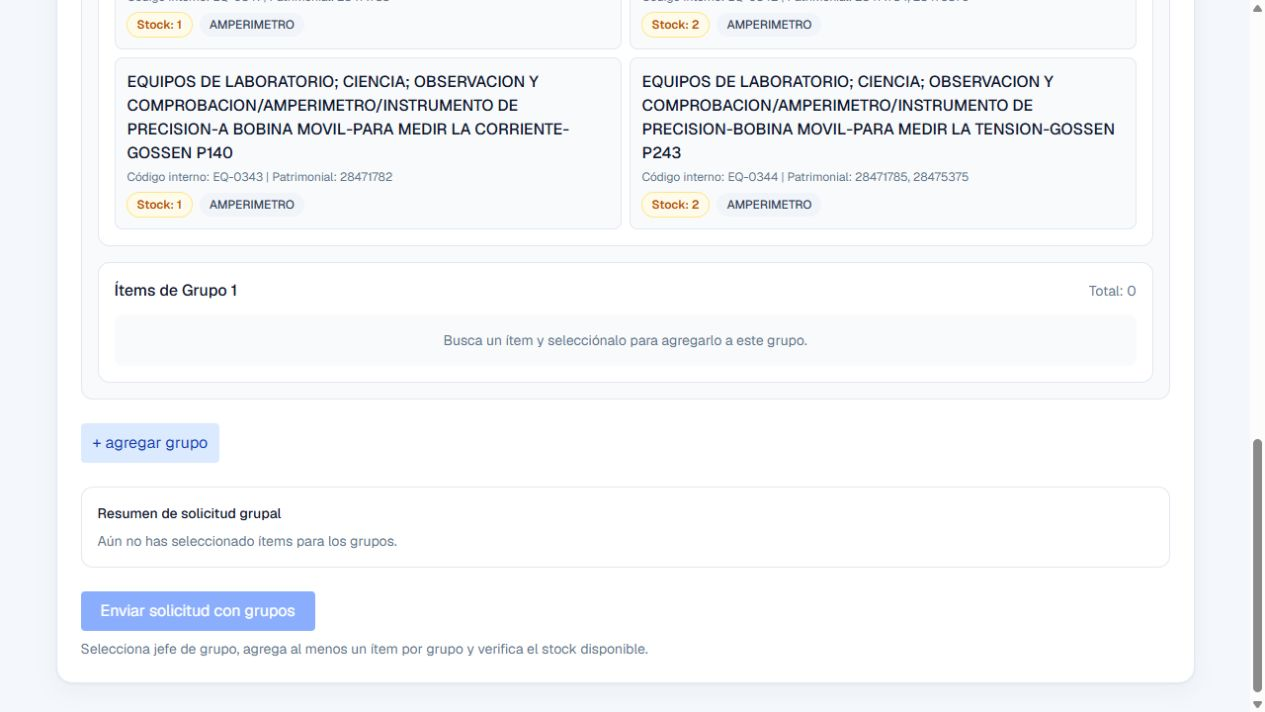 Stock: 1 AMPERIMETRO
Stock: 2 AMPERIMETRO
EQUIPOS DE LABORATORIO; CIENCIA; OBSERVACION Y
COMPROBACION/AMPERIMETRO/INSTRUMENTO DE
PRECISION-A BOBINA MOVIL-PARA MEDIR LA CORRIENTE-
GOSSEN P140
Código interno: EQ-0343 | Patrimonial: 28471782
Stock: 1 AMPERIMETRO
EQUIPOS DE LABORATORIO; CIENCIA; OBSERVACION Y
COMPROBACION/AMPERIMETRO/INSTRUMENTO DE
PRECISION-BOBINA MOVIL-PARA MEDIR LA TENSION-GOSSEN
P243
Código interno: EQ-0344 | Patrimonial: 28471785, 28475375
Stock: 2 AMPERIMETRO
Ítems de Grupo 1
Total: 0
Busca un ítem y selecciónalo para agregarlo a este grupo.
+ agregar grupo
Resumen de solicitud grupal
Aún no has seleccionado ítems para los grupos.
Enviar solicitud con grupos
Selecciona jefe de grupo, agrega al menos un ítem por grupo y verifica el stock disponible.